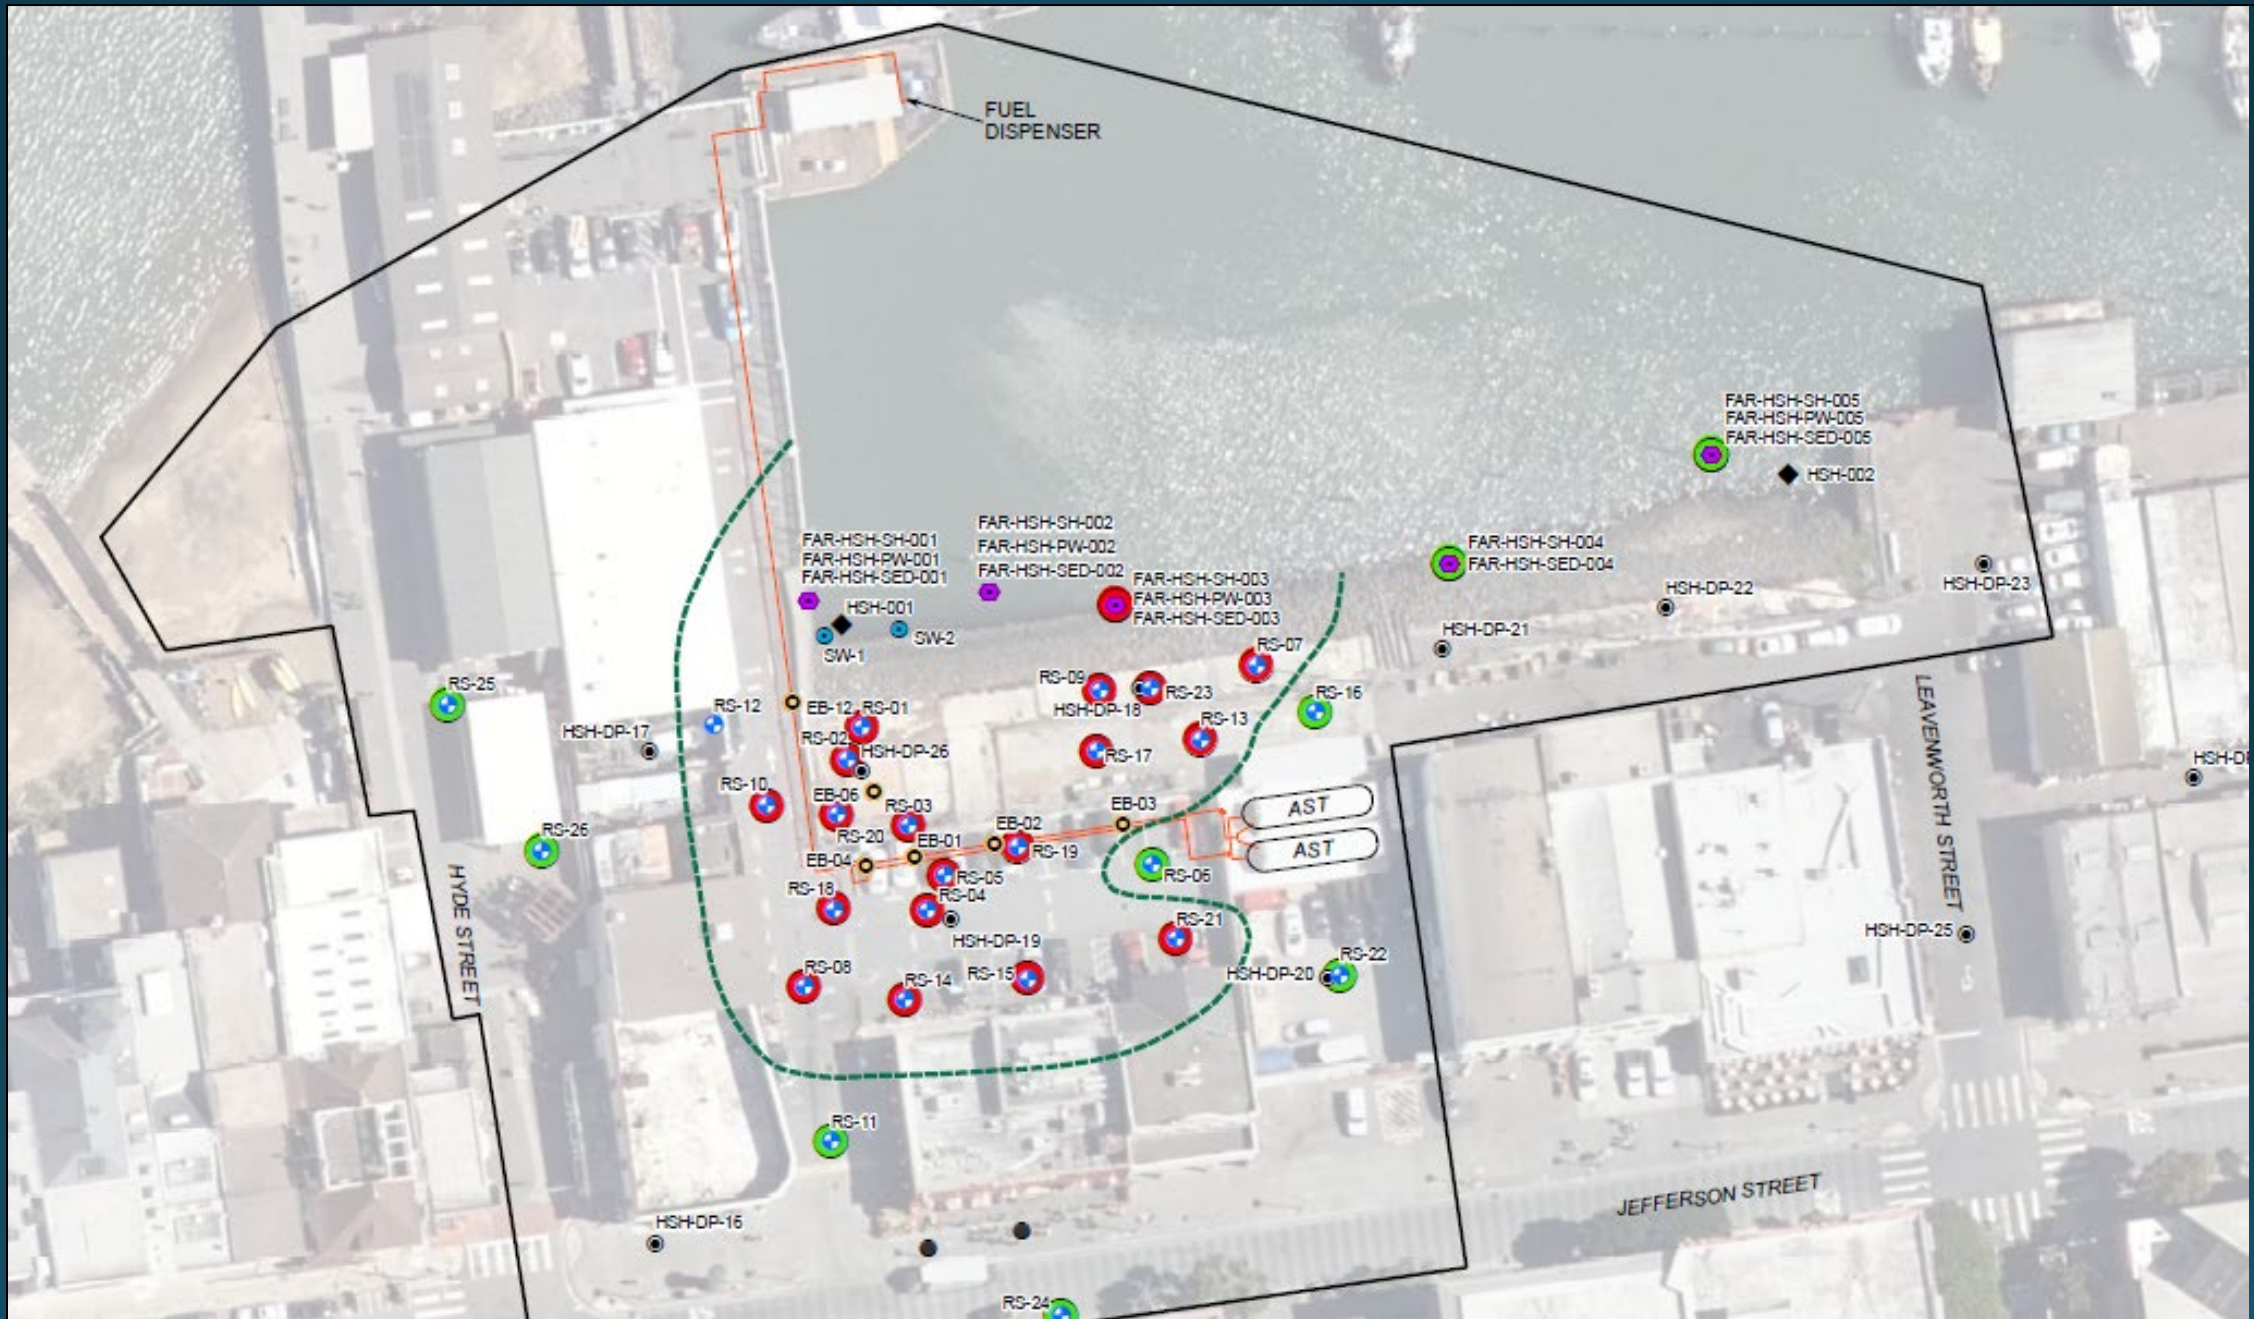 FUEL
DISPENSER
FAR-HSH-SH-005
FAR-HSH-PW-005
FAR-HSH-SED-005
HSH-002
FAR-HSH-SH-001
FAR-HSH-PW-001
FAR-HSH-SED-001
FAR-HSH-SH-002
FAR-HSH-PW-002
FAR-HSH-SED-002
FAR-HSH-SH-003
FAR-HSH-PW-003
FAR-HSH-SED-003
FAR-HSH-SH-004
FAR-HSH-SED-004
HSH-DP-23
HSH-DP-22
HSH-001
SW-1
SW-2
HSH-DP-21
RS-07
RS-25
RS-09
RS-23
HSH-DP-18
RS-16
RS-12
EB-12
RS-01
RS-13
HSH-DP-17
RS-02
HSH-DP-26
RS-17
HSH-D
RS-10
EB-06
RS-03
EB-03
AST
RS-26
RS-20
EB-01
EB-02
RS-19
AST
EB-04
RS-06
RS-18
RS-05
RS-04
RS-21
HSH-DP-19
HSH-DP-25
LEAVENWORTH STREET
HYDE STREET
RS-08
RS-14
RS-15
HSH-DP-20
RS-22
RS-11
JEFFERSON STREET
HSH-DP-16
RS-24